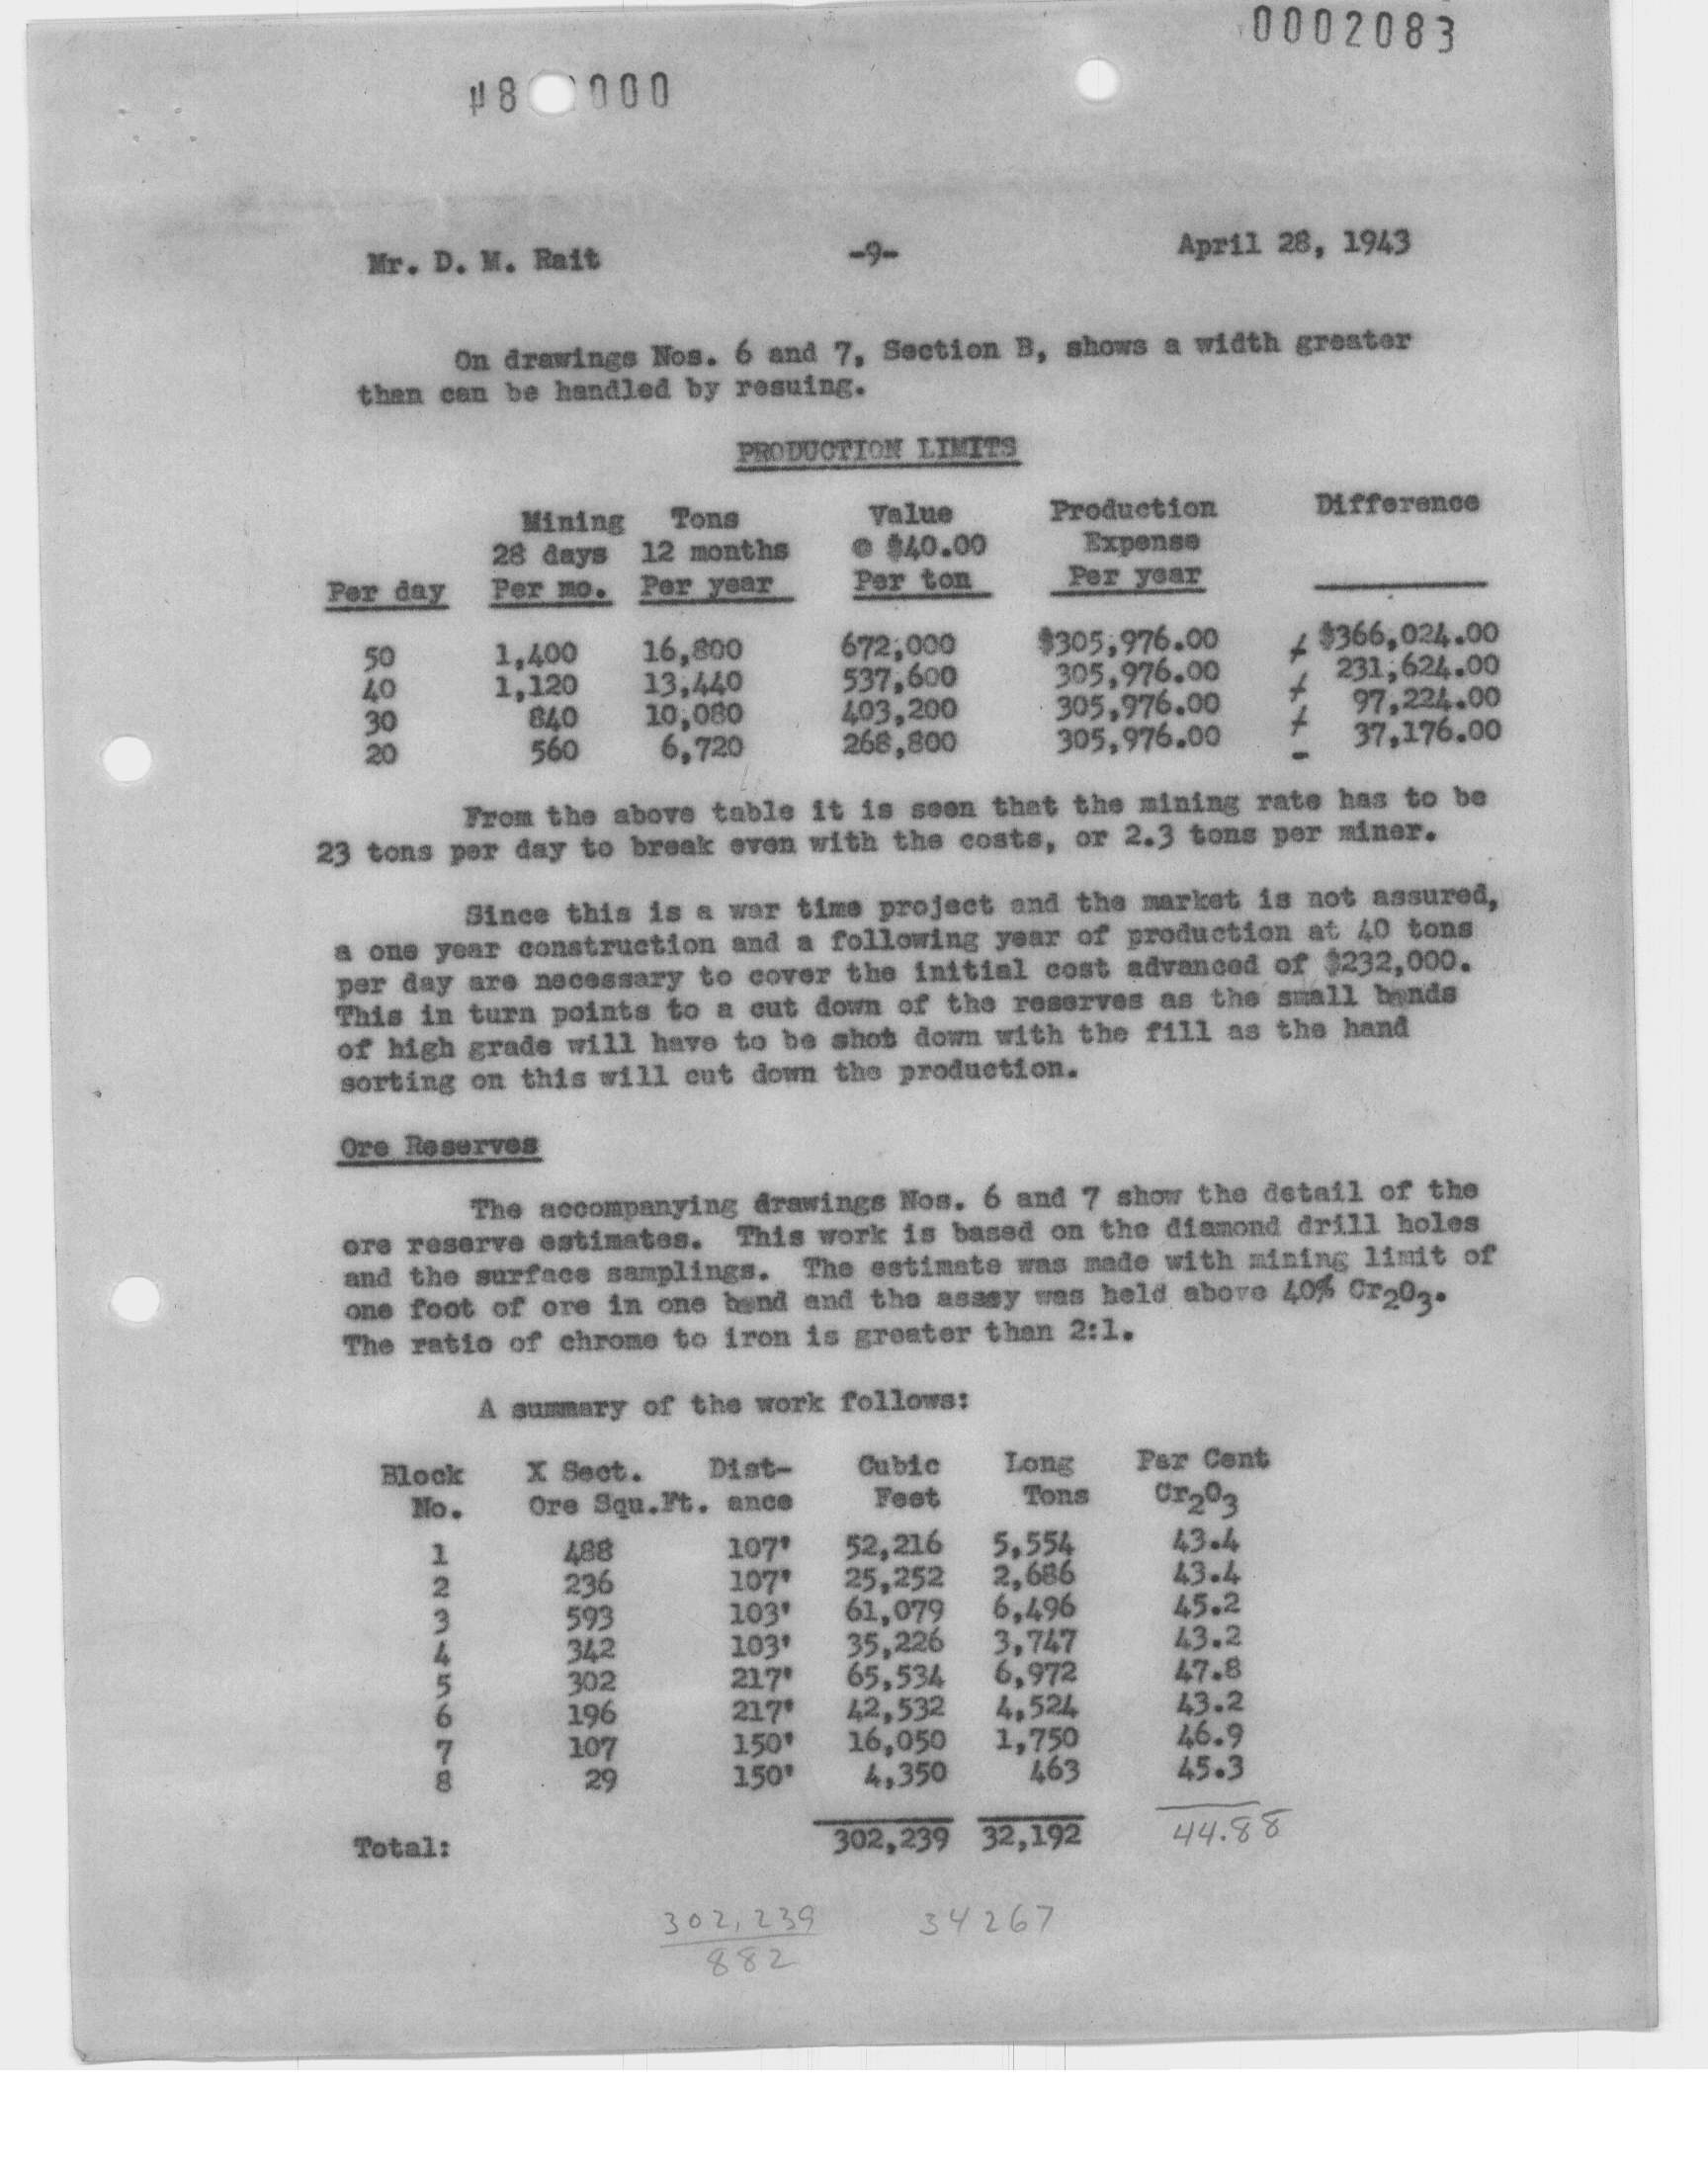 0002083
48 000
Mr. D. M. Rait -9- April 28, 1943
On drawings Nos. 6 and 7, Section B, shows a width greater
than can be handled by resuing.
PRODUCTION LIMITS
Mining Tons Value Production Difference
28 days 12 months @ $40.00 Expense
Per day Per mo. Per year Per ton Per year
50 1,400 16,800 672,000 $305,976.00 + $366,024.00
40 1,120 13,440 537,600 305,976.00 + 231,624.00
30 840 10,080 403,200 305,976.00 + 97,224.00
20 560 6,720 268,800 305,976.00 - 37,176.00
From the above table it is seen that the mining rate has to be
23 tons per day to break even with the costs, or 2.3 tons per miner.
Since this is a war time project and the market is not assured,
a one year construction and a following year of production at 40 tons
per day are necessary to cover the initial cost advanced of $232,000.
This in turn points to a cut down of the reserves as the small bands
of high grade will have to be shot down with the fill as the hand
sorting on this will cut down the production.
Ore Reserves
The accompanying drawings Nos. 6 and 7 show the detail of the
ore reserve estimates. This work is based on the diamond drill holes
and the surface samplings. The estimate was made with mining limit of
one foot of ore in one band and the assay was held above 40% Cr2O3.
The ratio of chrome to iron is greater than 2:1.
A summary of the work follows:
Block X Sect. Dist- Cubic Long Per Cent
No. Ore Squ.Ft. ance Feet Tons Cr2O3
1 488 107' 52,216 5,554 43.4
2 236 107' 25,252 2,686 43.4
3 593 103' 61,079 6,496 45.2
4 342 103' 35,226 3,747 43.2
5 302 217' 65,534 6,972 47.8
6 196 217' 42,532 4,524 43.2
7 107 150' 16,050 1,750 46.9
8 29 150' 4,350 463 45.3
Total: 302,239 32,192 44.88
302,239 34267
882